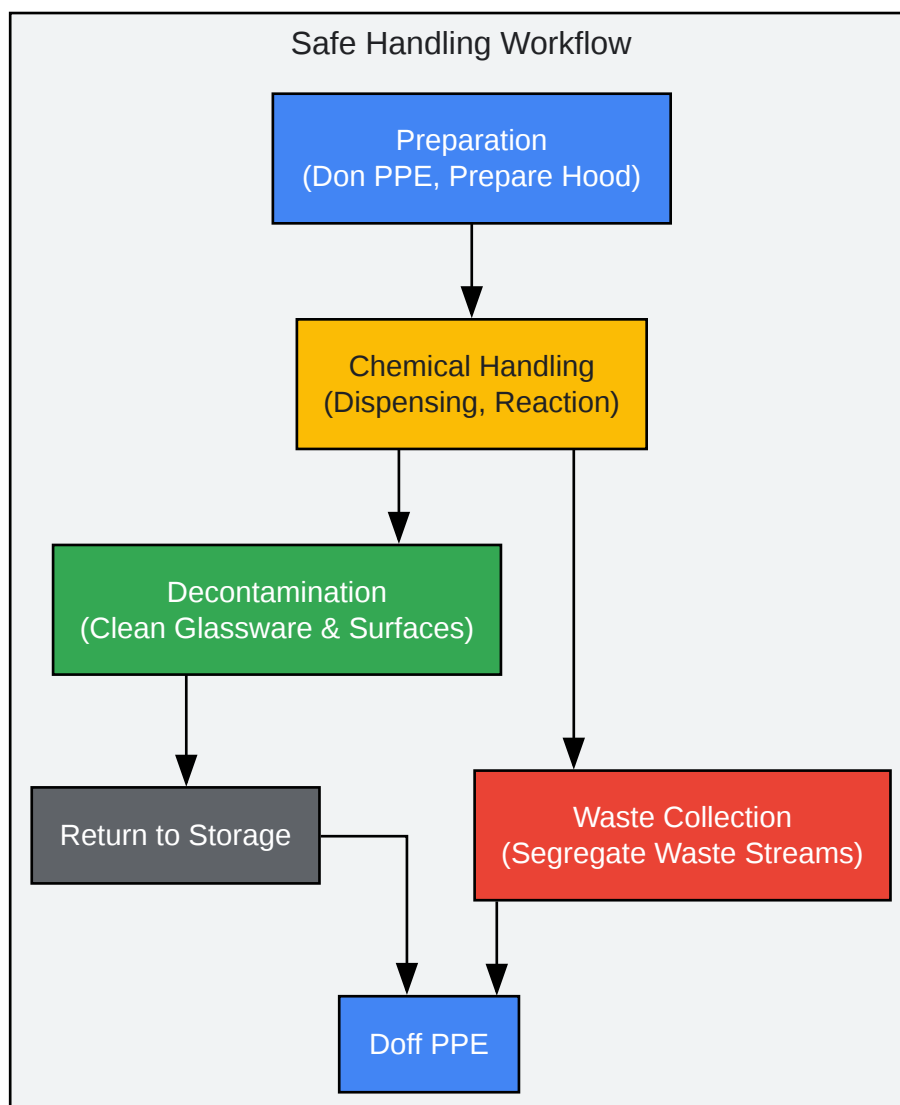 Safe Handling Workflow
Preparation
(Don PPE, Prepare Hood)
Chemical Handling
(Dispensing, Reaction)
Decontamination
(Clean Glassware & Surfaces)
Return to Storage
Waste Collection
(Segregate Waste Streams)
Doff PPE